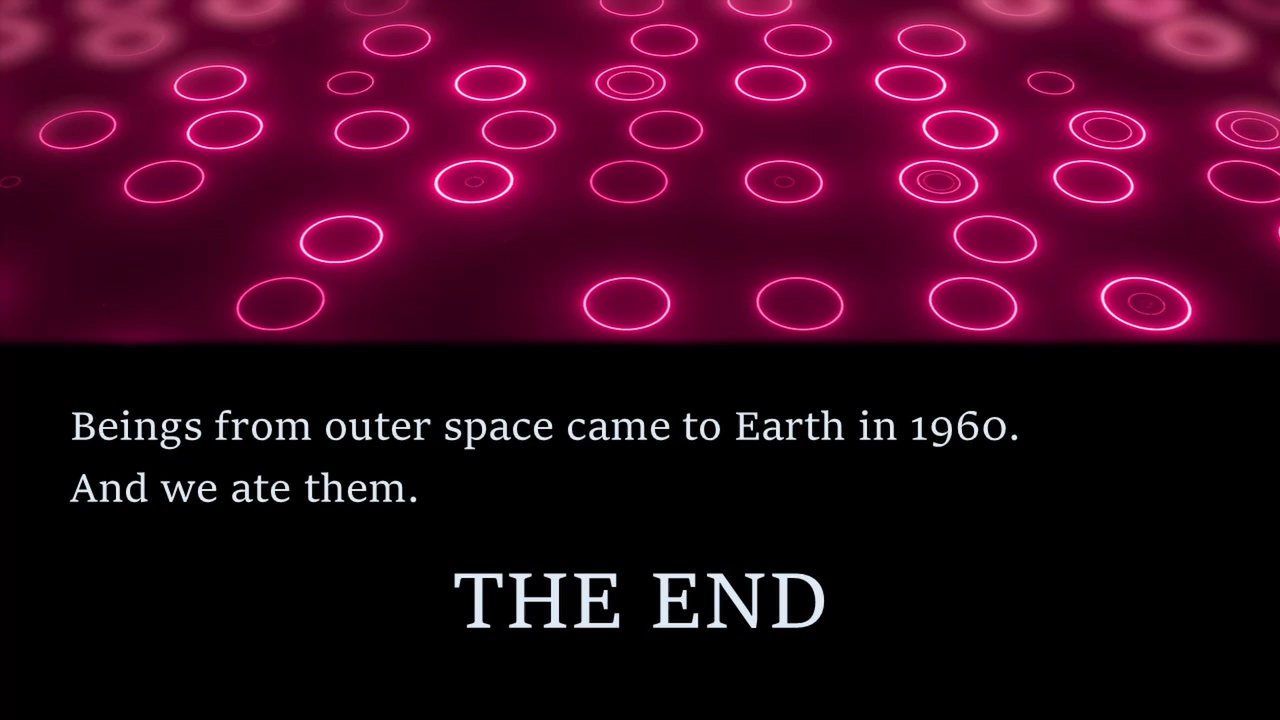 Beings from outer space came to Earth in 1960.
And we ate them.
THE END